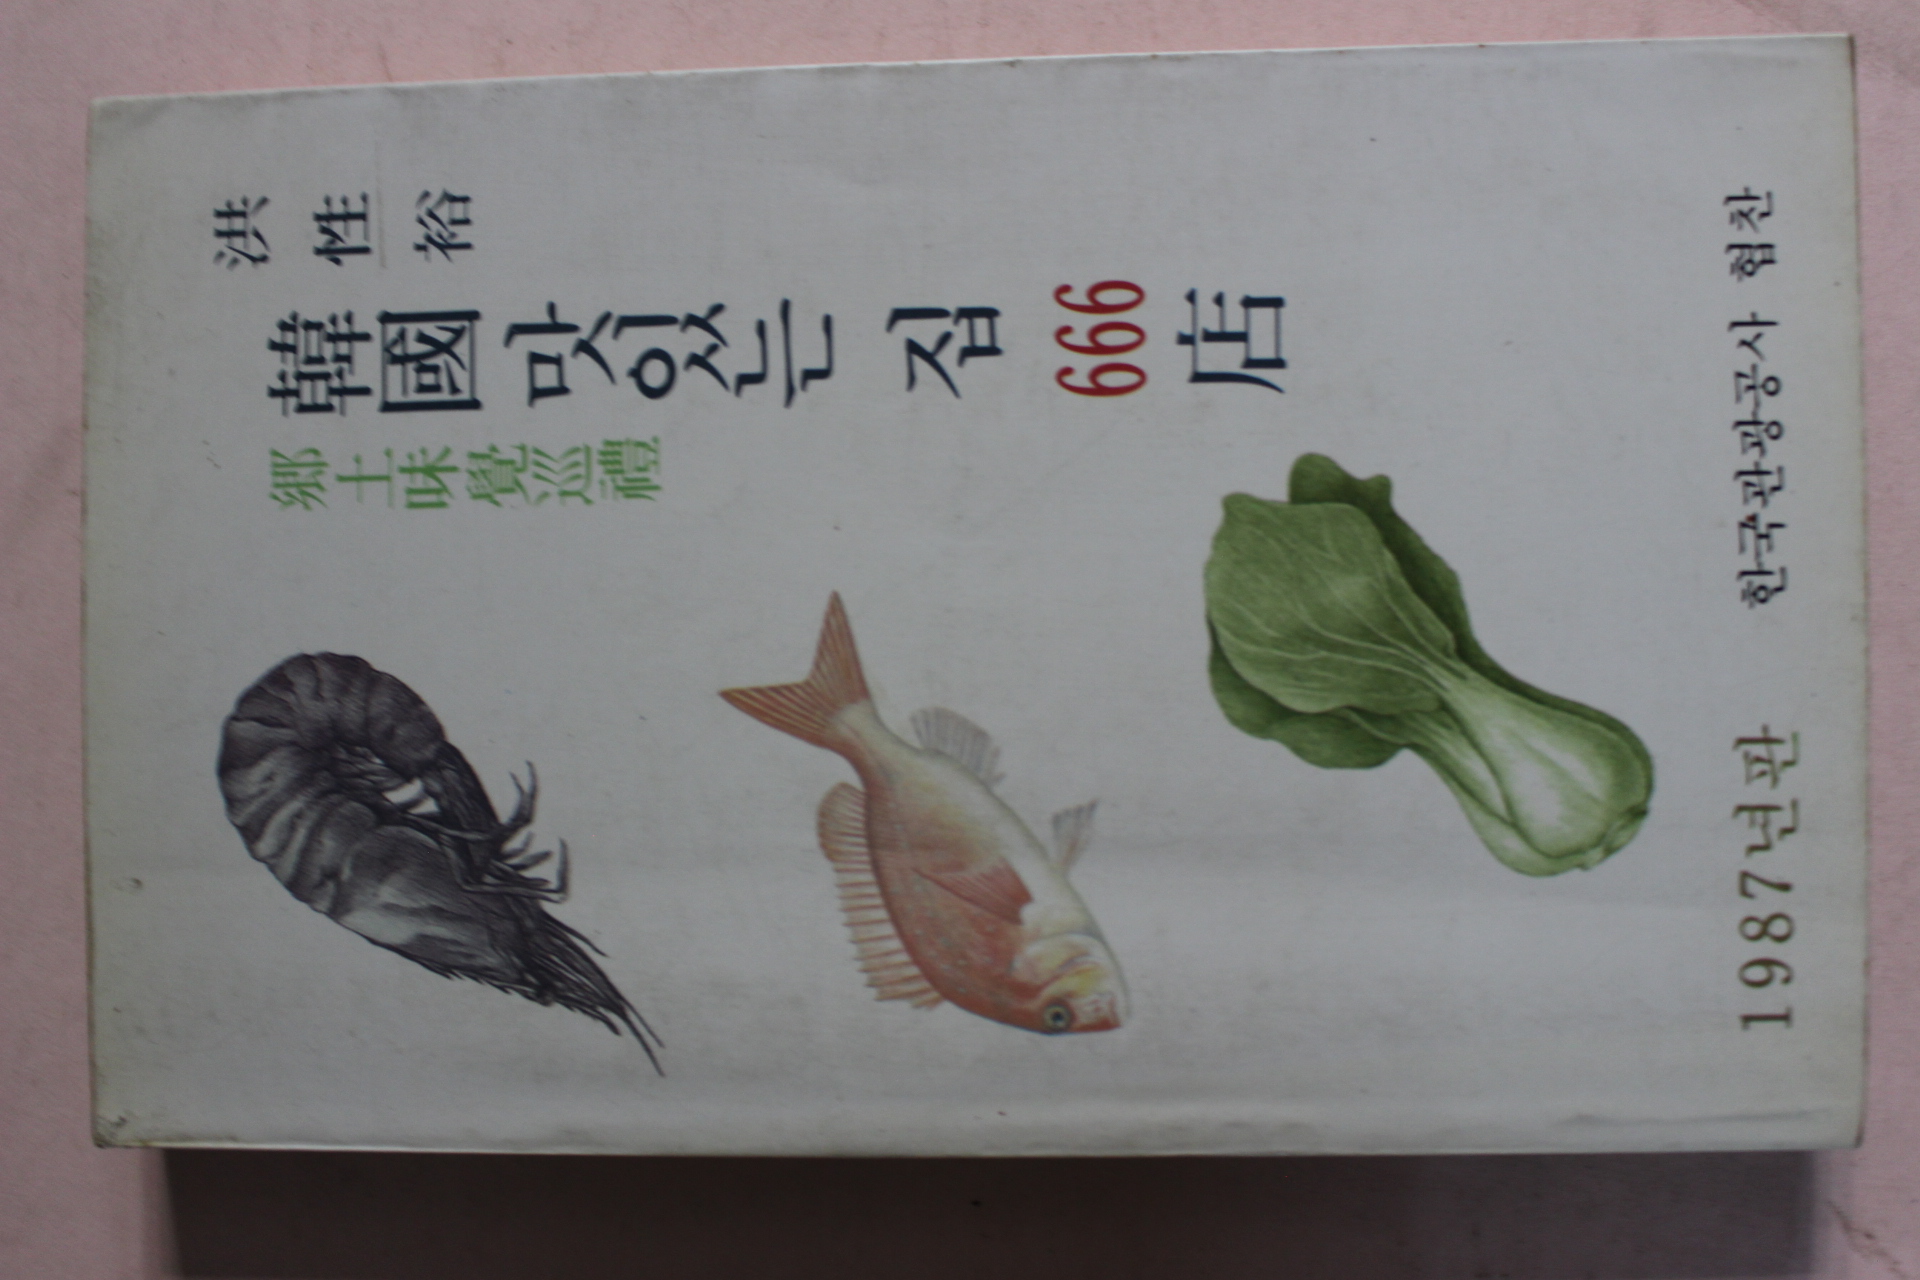 洪性裕
韓國맛있는 집 666店
郷土味覺巡禮
1987년판 한국관광공사 협찬